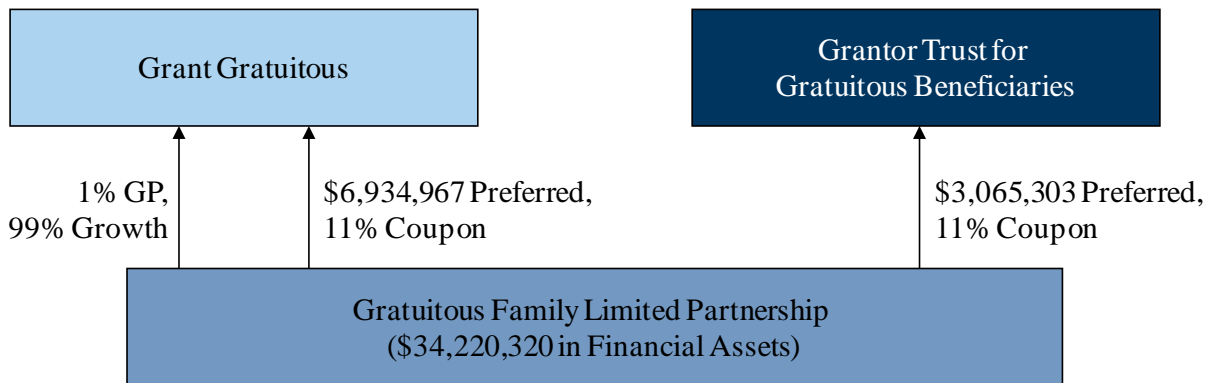 Grant Gratuitous
Grantor Trust for
Gratuitous Beneficiaries
1% GP,
99% Growth
$6,934,967 Preferred,
11% Coupon
$3,065,303 Preferred,
11% Coupon
Gratuitous Family Limited Partnership
($34,220,320 in Financial Assets)